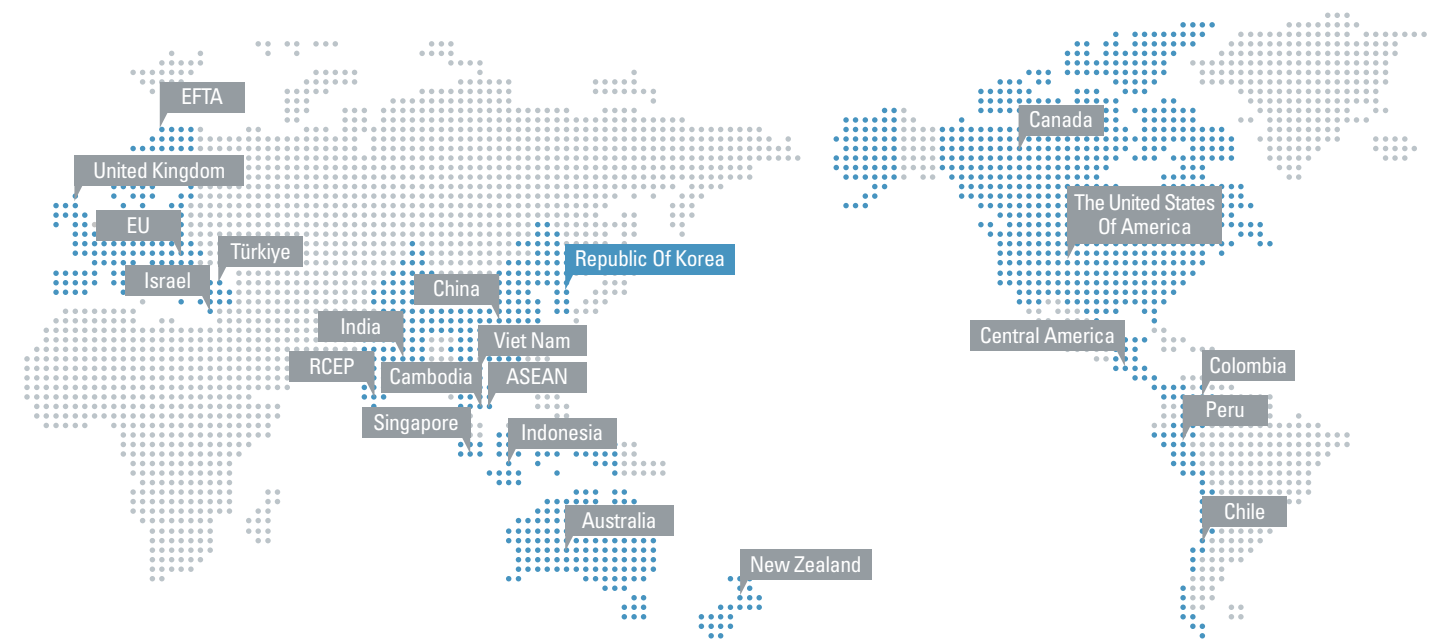 EFTA
Canada
United Kingdom
The United States
Of America
EU
Türkiye
Republic Of Korea
Israel
China
India
Viet Nam
Central America
RCEP
Cambodia
ASEAN
Colombia
Singapore
Indonesia
Peru
Australia
Chile
New Zealand